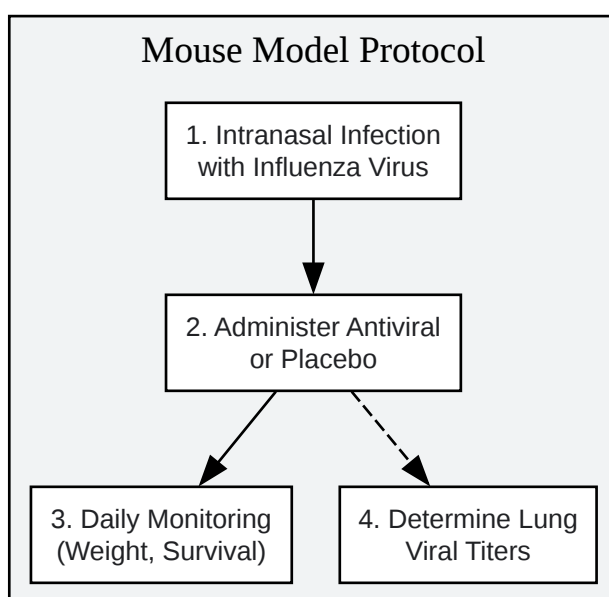 Mouse Model Protocol
1. Intranasal Infection
with Influenza Virus
2. Administer Antiviral
or Placebo
3. Daily Monitoring
(Weight, Survival)
4. Determine Lung
Viral Titers